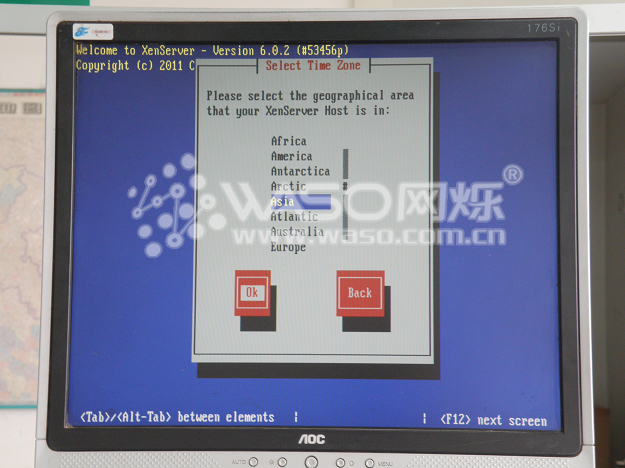 176Si
Welcome to XenServer - Version 6.0.2 (#53456p)
Copyright (c) 2011 C
Select Time Zone
Please select the geographical area
that your XenServer Host is in:
Africa
America
Antarctica
Arctic
#
Asia
Atlantic
Australia
Europe
WASO网烁®
www.waso.com.cn
Ok
Back
<Tab>/<Alt-Tab> between elements | | <F12> next screen
AOC
AUTO
MENU